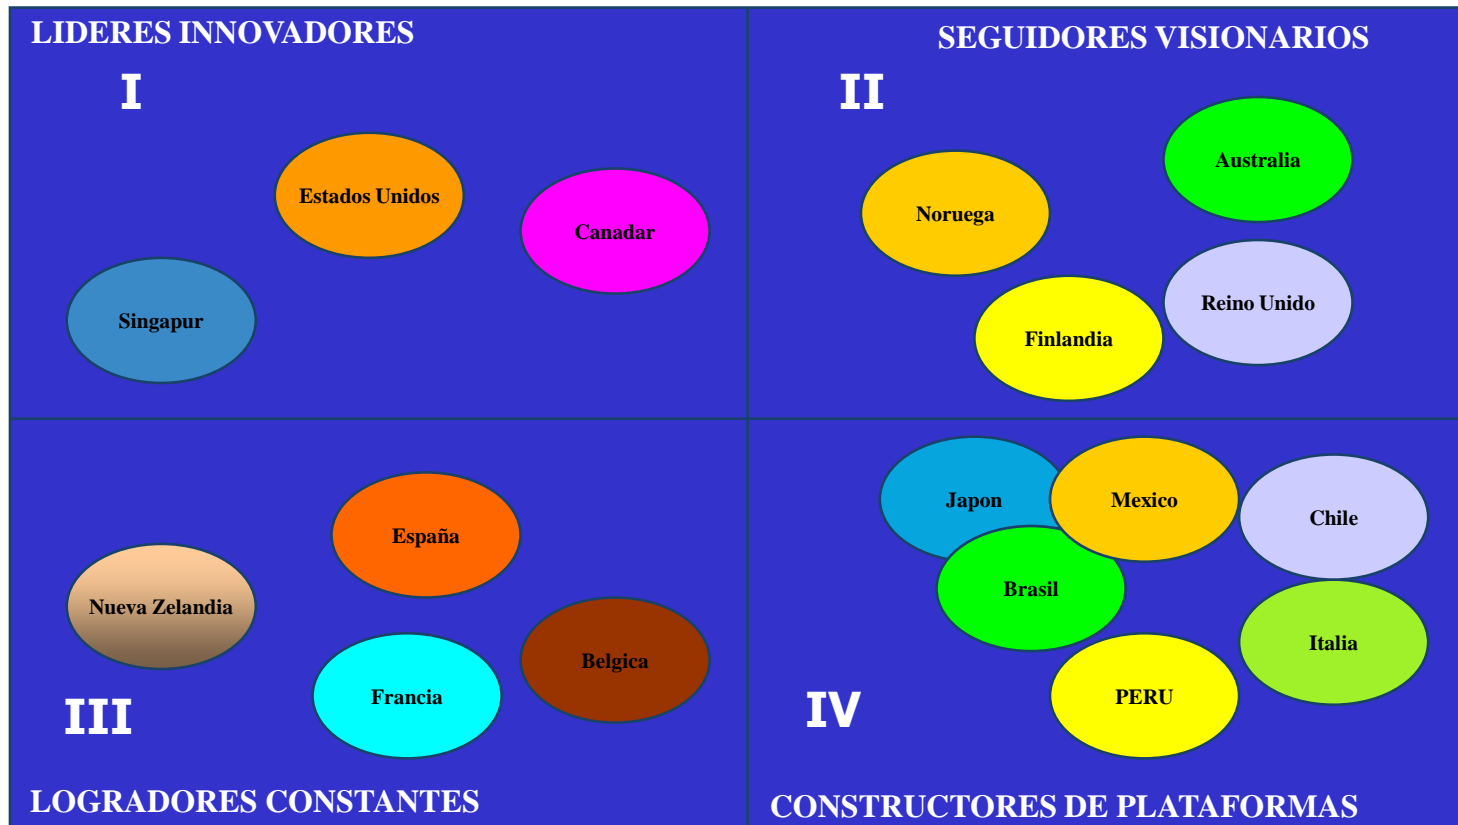 LIDERES INNOVADORES
I
Estados Unidos
Canadar
Singapur
SEGUIDORES VISIONARIOS
II
Australia
Noruega
Reino Unido
Finlandia
España
Nueva Zelandia
Belgica
Francia
III
LOGRADORES CONSTANTES
Japon
Mexico
Chile
Brasil
Italia
PERU
IV
CONSTRUCTORES DE PLATAFORMAS